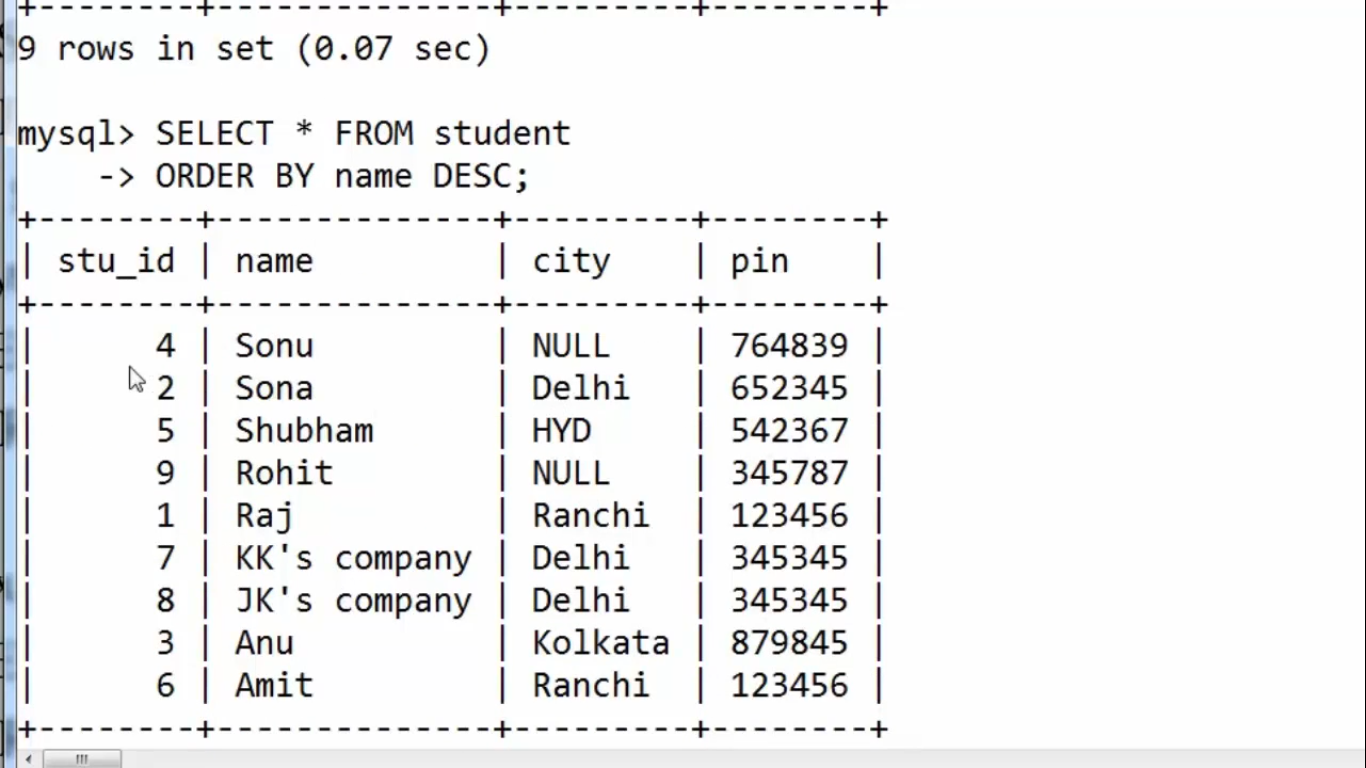 +--------+--------------+---------+--------+
9 rows in set (0.07 sec)
mysql> SELECT * FROM student
    -> ORDER BY name DESC;
+--------+--------------+---------+--------+
| stu_id | name         | city    | pin    |
+--------+--------------+---------+--------+
|      4 | Sonu         | NULL    | 764839 |
|      2 | Sona         | Delhi   | 652345 |
|      5 | Shubham      | HYD     | 542367 |
|      9 | Rohit        | NULL    | 345787 |
|      1 | Raj          | Ranchi  | 123456 |
|      7 | KK's company | Delhi   | 345345 |
|      8 | JK's company | Delhi   | 345345 |
|      3 | Anu          | Kolkata | 879845 |
|      6 | Amit         | Ranchi  | 123456 |
+--------+--------------+---------+--------+